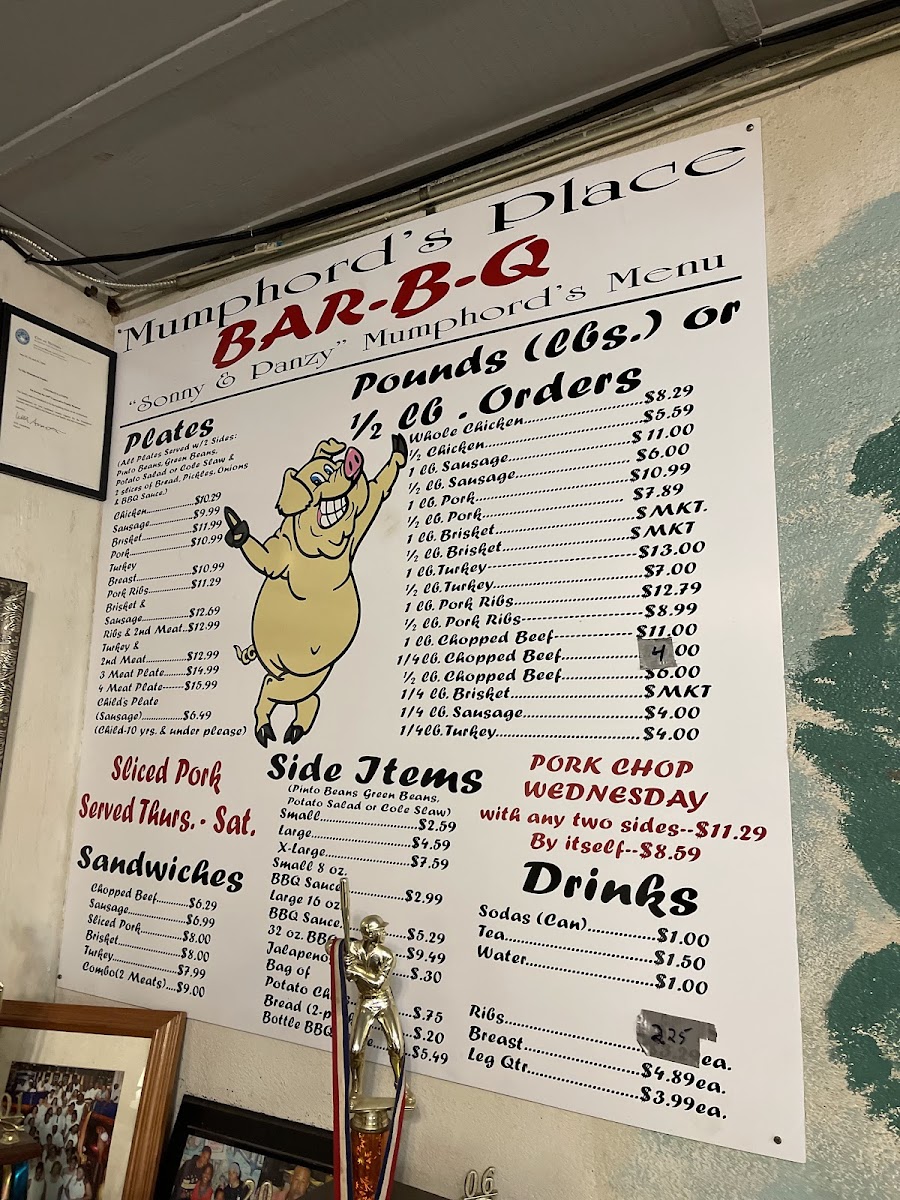 Mumphord's Place
BAR-B-Q
"Sonny & Panzy" Mumphord's Menu
Plates
(All Plates Served w/2 Sides:
Pinto Beans, Green Beans,
Potato Salad or Cole Slaw &
2 slices of Bread, Pickles, Onions
& BBQ Sauce.)
Chicken..................$10.29
Sausage..................$9.99
Brisket..................$11.99
Pork..................$10.99
Turkey
Breast..................$10.99
Pork Ribs..................$11.29
Brisket &
Sausage..................$12.69
Ribs & 2nd Meat..$12.99
Turkey &
2nd Meat..............$12.99
3 Meat Plate........$14.99
4 Meat Plate-------$15.99
Child's Plate
(Sausage)................$6.49
(Child-10 yrs. & under please)
Pounds (lbs.) or
1/2 lb. Orders
Whole Chicken..................$8.29
1/2 Chicken..................$5.59
1 lb. Sausage..................$11.00
1/2 lb. Sausage..................$6.00
1 lb. Pork..................$10.99
1/2 lb. Pork..................$7.89
1 lb. Brisket..................$MKT.
1/2 lb. Brisket..................$MKT
1 lb. Turkey------------------$13.00
1/2 lb. Turkey..................$7.00
1 lb. Pork Ribs..................$12.79
1/2 lb. Pork Ribs------------------$8.99
1 lb. Chopped Beef------------$11.00
1/4 lb. Chopped Beef............4 00
1/2 lb. Chopped Beef............$6.00
1/4 lb. Brisket..................$MKT
1/4 lb. Sausage..................$4.00
1/4 lb. Turkey..................$4.00
Sliced Pork
Served Thurs. - Sat.
Side Items
(Pinto Beans Green Beans,
Potato Salad or Cole Slaw)
Small..................$2.59
Large..................$4.59
X-Large..................$7.59
Small 8 oz.
BBQ Sauce..................$2.99
Large 16 oz
BBQ Sauce..................$5.29
32 oz. BBQ..................$9.49
Jalapeno..................$.30
Bag of
Potato Ch..................$.75
Bread (2-p..................$.20
Bottle BBQ..................$5.49
PORK CHOP
WEDNESDAY
with any two sides--$11.29
By itself--$8.59
Sandwiches
Chopped Beef.........$6.29
Sausage..................$6.99
Sliced Pork.............$8.00
Brisket..................$8.00
Turkey..................$7.99
Combo(2 Meats)....$9.00
Drinks
Sodas (Can).............$1.00
Tea..................$1.50
Water..................$1.00
Ribs..................225 ea.
Breast..................$4.89ea.
Leg Qtr..................$3.99ea.
06